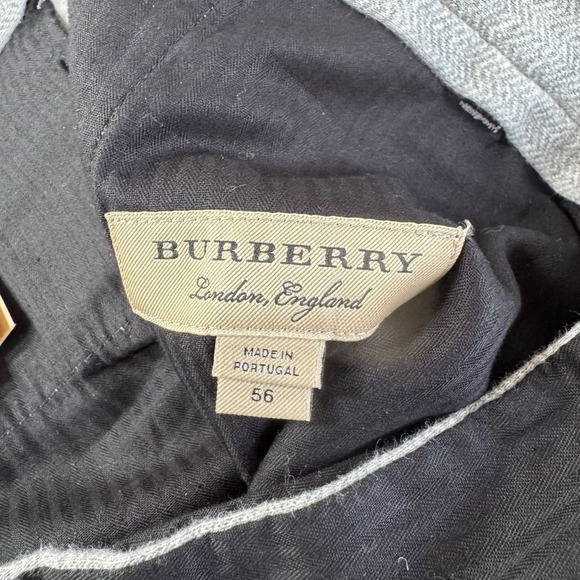 BURBERRY
London, England
MADE IN
PORTUGAL
56